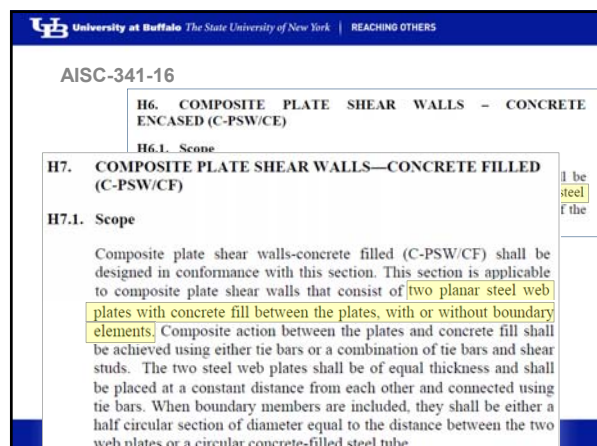 University at Buffalo The State University of New York | REACHING OTHERS
AISC-341-16
H6. COMPOSITE PLATE SHEAR WALLS – CONCRETE
ENCASED (C-PSW/CE)
H6.1. Scope
l be
steel
f the
H7. COMPOSITE PLATE SHEAR WALLS—CONCRETE FILLED
(C-PSW/CF)
H7.1. Scope
Composite plate shear walls-concrete filled (C-PSW/CF) shall be
designed in conformance with this section. This section is applicable
to composite plate shear walls that consist of two planar steel web
plates with concrete fill between the plates, with or without boundary
elements. Composite action between the plates and concrete fill shall
be achieved using either tie bars or a combination of tie bars and shear
studs. The two steel web plates shall be of equal thickness and shall
be placed at a constant distance from each other and connected using
tie bars. When boundary members are included, they shall be either a
half circular section of diameter equal to the distance between the two
web plates or a circular concrete-filled steel tube.